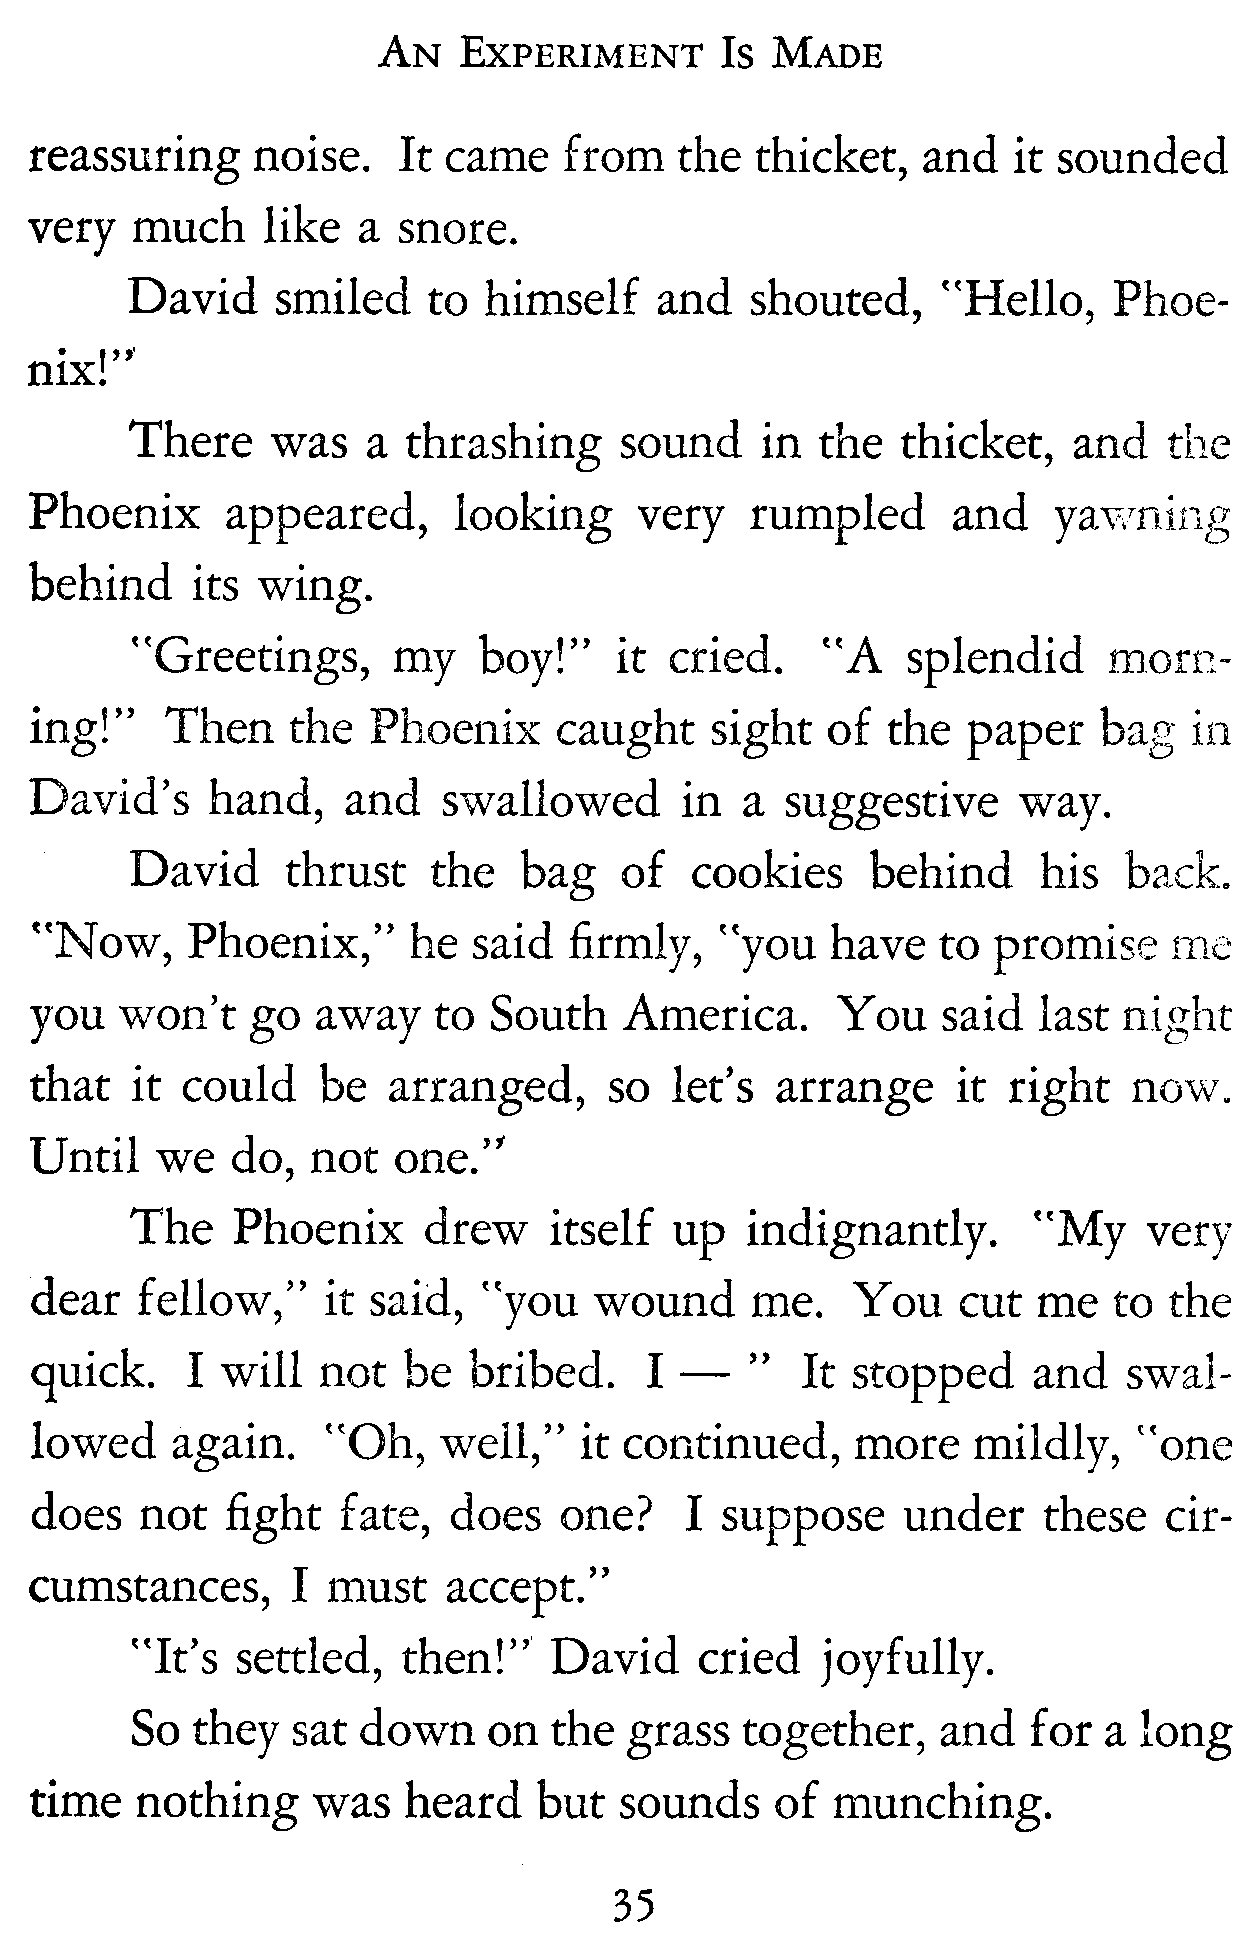 AN EXPERIMENT IS MADE
reassuring noise. It came from the thicket, and it sounded
very much like a snore.
David smiled to himself and shouted, "Hello, Phoe-
nix!"
There was a thrashing sound in the thicket, and the
Phoenix appeared, looking very rumpled and yawning
behind its wing.
"Greetings, my boy!" it cried. "A splendid morn-
ing!" Then the Phoenix caught sight of the paper bag in
David's hand, and swallowed in a suggestive way.
David thrust the bag of cookies behind his back.
"Now, Phoenix," he said firmly, "you have to promise me
you won't go away to South America. You said last night
that it could be arranged, so let's arrange it right now.
Until we do, not one."
The Phoenix drew itself up indignantly. "My very
dear fellow," it said, "you wound me. You cut me to the
quick. I will not be bribed. I — " It stopped and swal-
lowed again. "Oh, well," it continued, more mildly, "one
does not fight fate, does one? I suppose under these cir-
cumstances, I must accept."
"It's settled, then!" David cried joyfully.
So they sat down on the grass together, and for a long
time nothing was heard but sounds of munching.
35